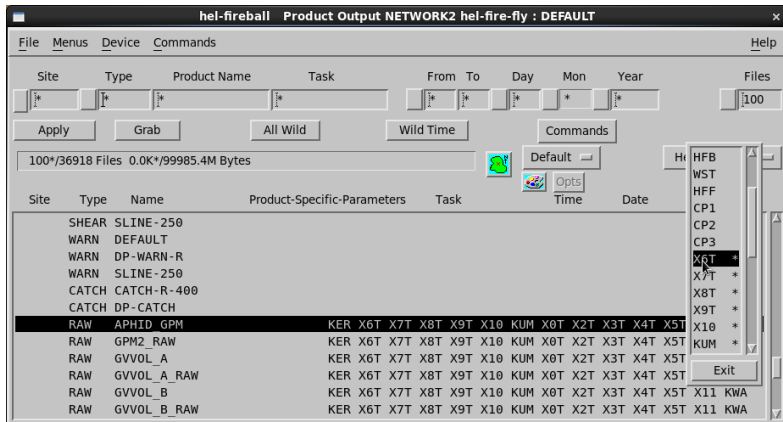 hel-fireball   Product Output NETWORK2 hel-fire-fly : DEFAULT
File Menus Device Commands Help
Site Type Product Name Task From To Day Mon Year Files
* * * * * * * * * 100
Apply Grab All Wild Wild Time Commands
100*/36918 Files 0.0K*/99985.4M Bytes
Default
Opts
Site Type Name Product-Specific-Parameters Task Time Date
SHEAR SLINE-250
WARN DEFAULT
WARN DP-WARN-R
WARN SLINE-250
CATCH CATCH-R-400
CATCH DP-CATCH
RAW APHID_GPM KER X6T X7T X8T X9T X10 KUM X0T X2T X3T X4T X5T
RAW GPM2_RAW KER X6T X7T X8T X9T X10 KUM X0T X2T X3T X4T X5T
RAW GVVOL_A KER X6T X7T X8T X9T X10 KUM X0T X2T X3T X4T X5T
RAW GVVOL_A_RAW KER X6T X7T X8T X9T X10 KUM X0T X2T X3T X4T X5T
RAW GVVOL_B KER X6T X7T X8T X9T X10 KUM X0T X2T X3T X4T X5T X11 KWA
RAW GVVOL_B_RAW KER X6T X7T X8T X9T X10 KUM X0T X2T X3T X4T X5T X11 KWA
HFB
WST
HFF
CP1
CP2
CP3
X6T *
X7T *
X8T *
X9T *
X10 *
KUM *
Exit